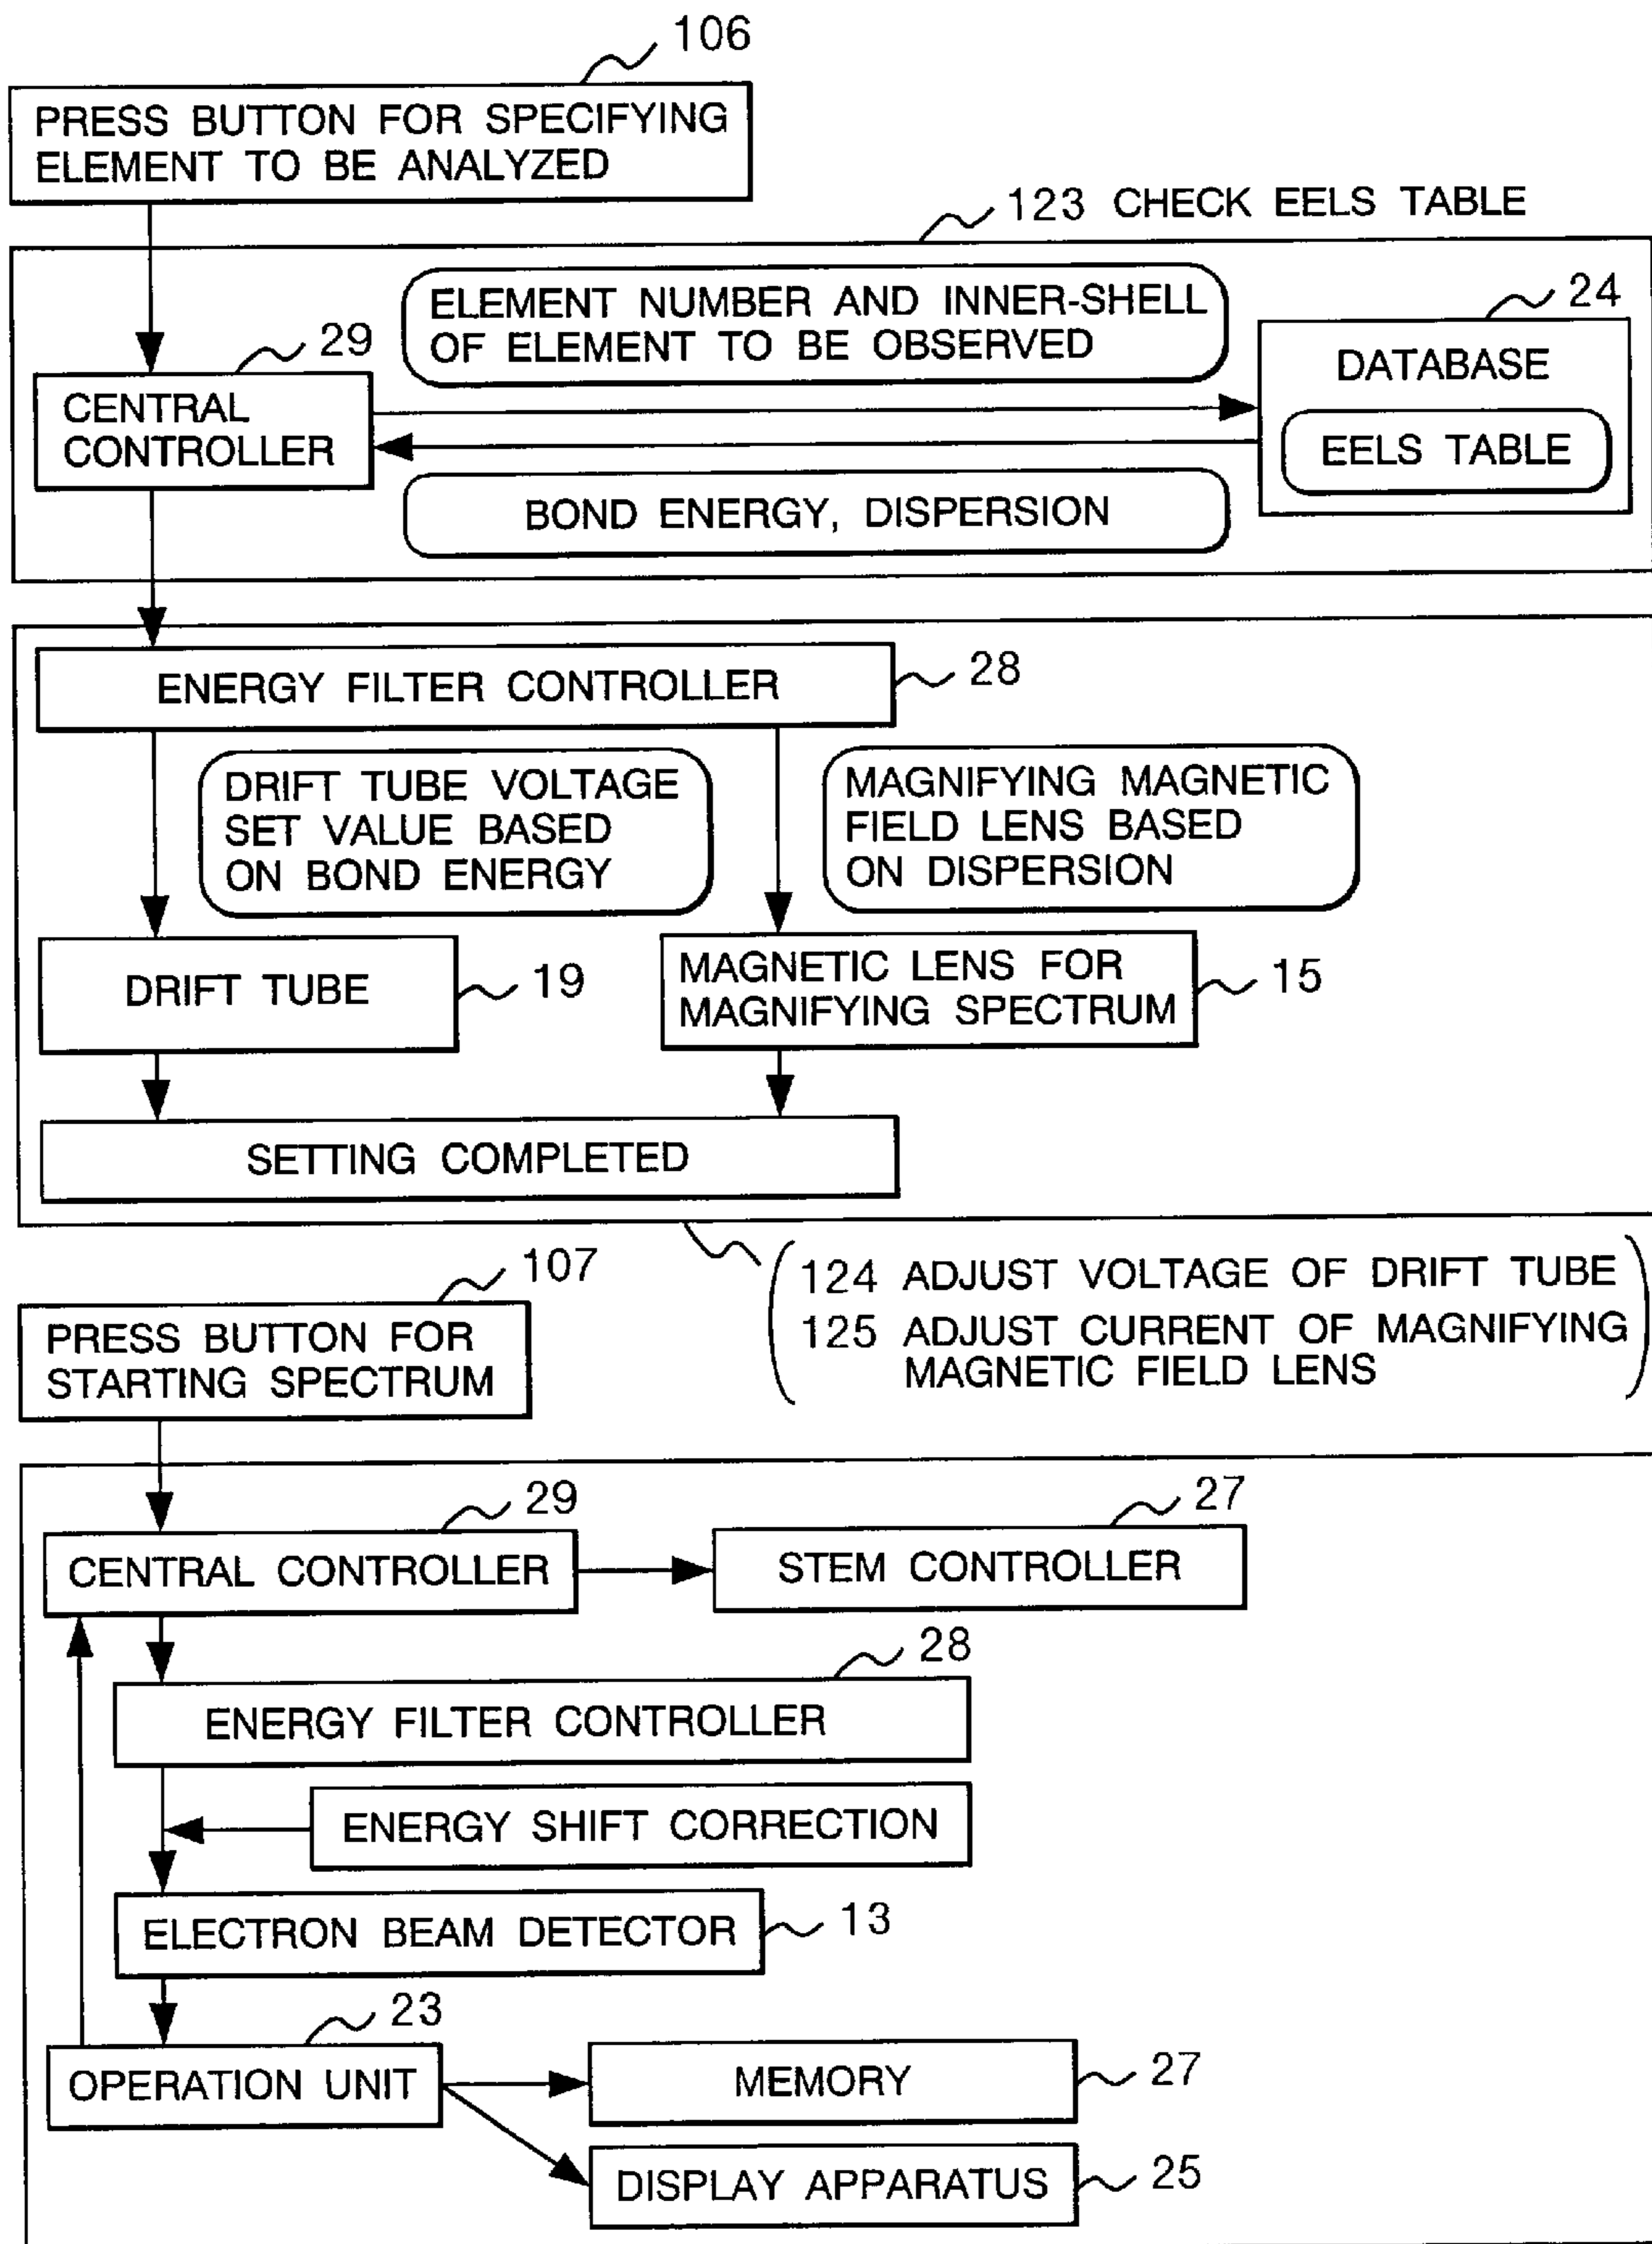 106
PRESS BUTTON FOR SPECIFYING
ELEMENT TO BE ANALYZED
123 CHECK EELS TABLE
ELEMENT NUMBER AND INNER-SHELL
OF ELEMENT TO BE OBSERVED
24
29
DATABASE
CENTRAL
CONTROLLER
EELS TABLE
BOND ENERGY, DISPERSION
ENERGY FILTER CONTROLLER
28
DRIFT TUBE VOLTAGE
SET VALUE BASED
ON BOND ENERGY
MAGNIFYING MAGNETIC
FIELD LENS BASED
ON DISPERSION
DRIFT TUBE
19
MAGNETIC LENS FOR
MAGNIFYING SPECTRUM
15
SETTING COMPLETED
124 ADJUST VOLTAGE OF DRIFT TUBE
125 ADJUST CURRENT OF MAGNIFYING
MAGNETIC FIELD LENS
107
PRESS BUTTON FOR
STARTING SPECTRUM
29
27
CENTRAL CONTROLLER
STEM CONTROLLER
28
ENERGY FILTER CONTROLLER
ENERGY SHIFT CORRECTION
ELECTRON BEAM DETECTOR
13
23
OPERATION UNIT
MEMORY
27
DISPLAY APPARATUS
25